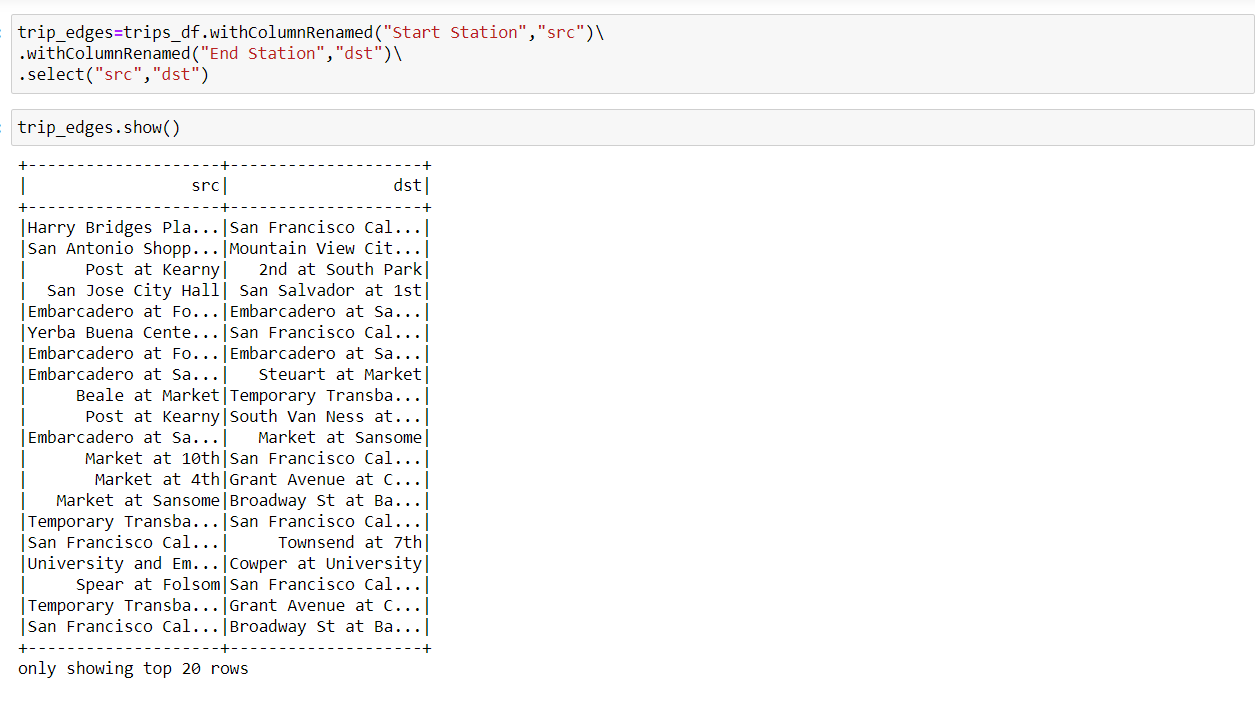 trip_edges=trips_df.withColumnRenamed("Start Station","src")\
.withColumnRenamed("End Station","dst")\
.select("src","dst")
trip_edges.show()
+--------------------+--------------------+
|                 src|                 dst|
+--------------------+--------------------+
|Harry Bridges Pla...|San Francisco Cal...|
|San Antonio Shopp...|Mountain View Cit...|
|      Post at Kearny|   2nd at South Park|
|  San Jose City Hall| San Salvador at 1st|
|Embarcadero at Fo...|Embarcadero at Sa...|
|Yerba Buena Cente...|San Francisco Cal...|
|Embarcadero at Fo...|Embarcadero at Sa...|
|Embarcadero at Sa...|   Steuart at Market|
|     Beale at Market|Temporary Transba...|
|      Post at Kearny|South Van Ness at...|
|Embarcadero at Sa...|   Market at Sansome|
|      Market at 10th|San Francisco Cal...|
|       Market at 4th|Grant Avenue at C...|
|   Market at Sansome|Broadway St at Ba...|
|Temporary Transba...|San Francisco Cal...|
|San Francisco Cal...|     Townsend at 7th|
|University and Em...|Cowper at University|
|     Spear at Folsom|San Francisco Cal...|
|Temporary Transba...|Grant Avenue at C...|
|San Francisco Cal...|Broadway St at Ba...|
+--------------------+--------------------+
only showing top 20 rows